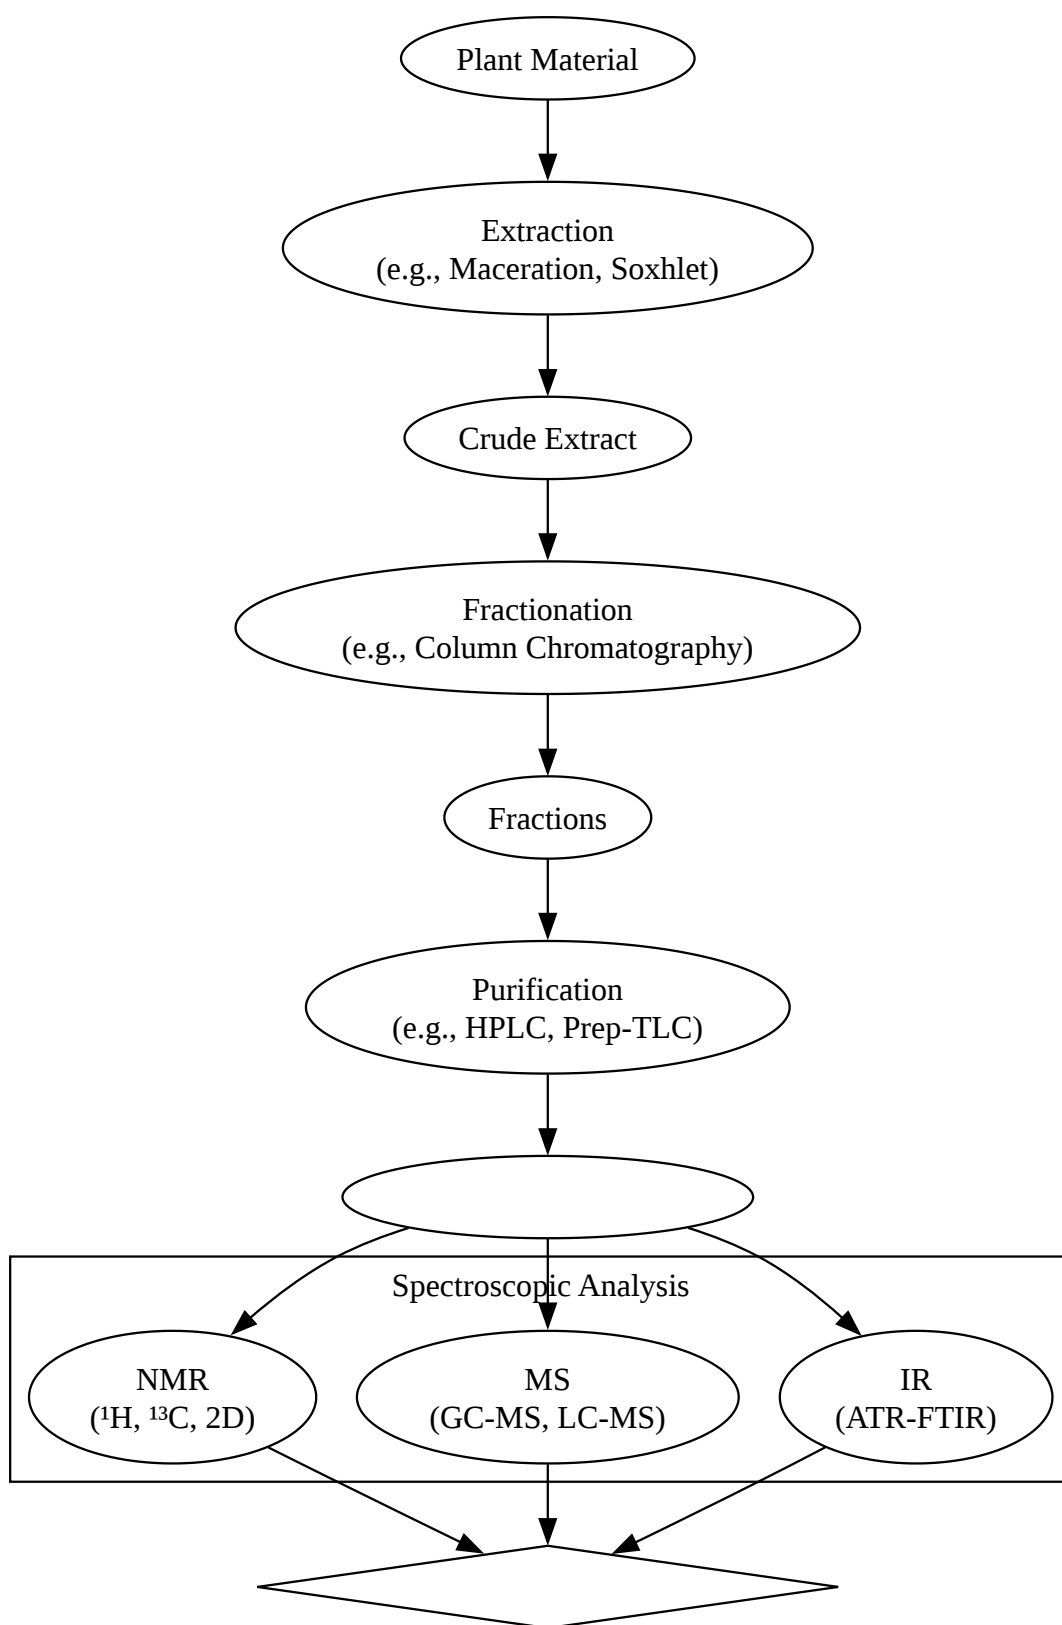 Plant Material
Extraction
(e.g., Maceration, Soxhlet)
Crude Extract
Fractionation
(e.g., Column Chromatography)
Fractions
Purification
(e.g., HPLC, Prep-TLC)
Spectroscopic Analysis
NMR
(¹H, ¹³C, 2D)
MS
(GC-MS, LC-MS)
IR
(ATR-FTIR)